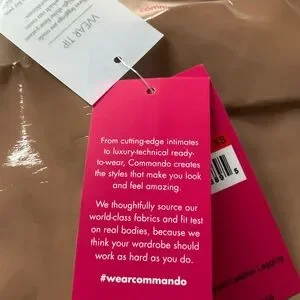 WEAR TIP
From cutting-edge intimates
to luxury-technical ready-
to-wear, Commando creates
the styles that make you look
and feel amazing.
We thoughtfully source our
world-class fabrics and fit test
on real bodies, because we
think your wardrobe should
work as hard as you do.
#wearcommando
XS
5